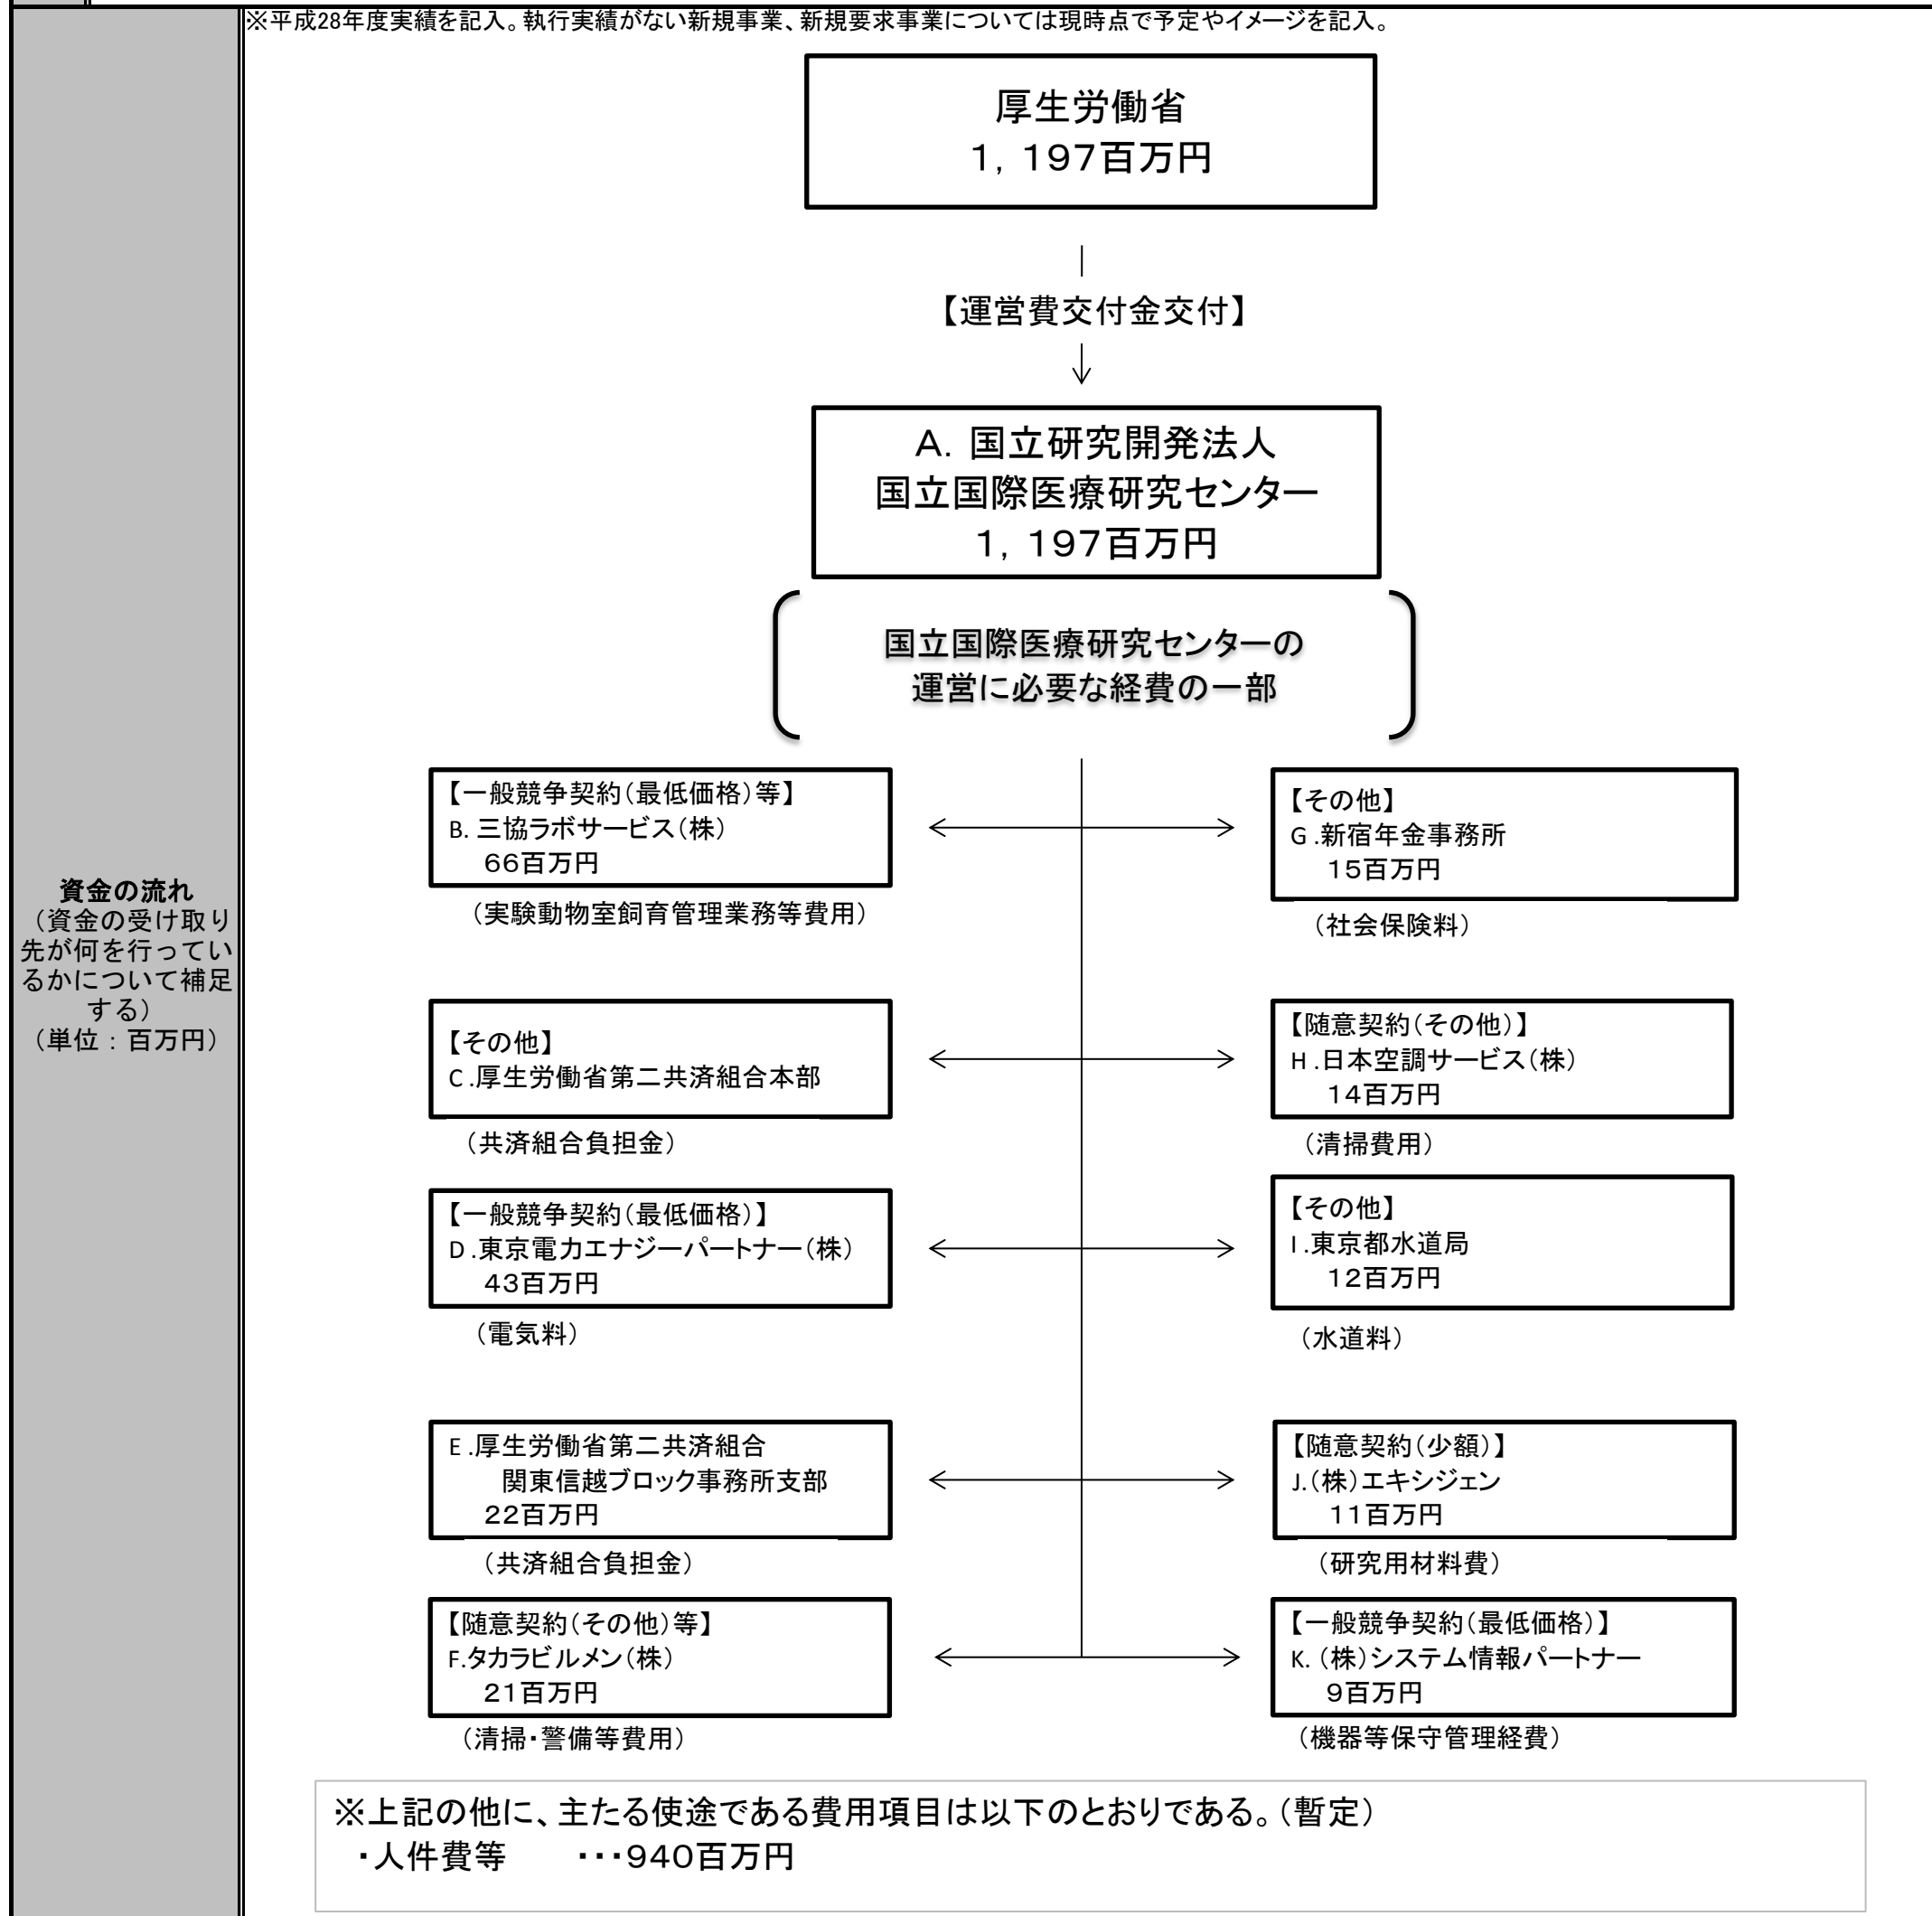 ※平成28年度実績を記入。執行実績がない新規事業、新規要求事業については現時点で予定やイメージを記入。
資金の流れ
（資金の受け取り
先が何を行ってい
るかについて補足
する）
（単位：百万円）
厚生労働省
１，１９７百万円
【運営費交付金交付】
Ａ．国立研究開発法人
国立国際医療研究センター
１，１９７百万円
国立国際医療研究センターの
運営に必要な経費の一部
【一般競争契約（最低価格）等】
B．三協ラボサービス（株）
６６百万円
（実験動物室飼育管理業務等費用）
【その他】
G．新宿年金事務所
１５百万円
（社会保険料）
【その他】
C．厚生労働省第二共済組合本部
（共済組合負担金）
【随意契約（その他）】
H．日本空調サービス（株）
１４百万円
（清掃費用）
【一般競争契約（最低価格）】
D．東京電力エナジーパートナー（株）
４３百万円
（電気料）
【その他】
I．東京都水道局
１２百万円
（水道料）
E．厚生労働省第二共済組合
関東信越ブロック事務所支部
２２百万円
（共済組合負担金）
【随意契約（少額）】
J．（株）エキシジェン
１１百万円
（研究用材料費）
【随意契約（その他）等】
F．タカラビルメン（株）
２１百万円
（清掃・警備等費用）
【一般競争契約（最低価格）】
K．（株）システム情報パートナー
９百万円
（機器等保守管理経費）
※上記の他に、主たる使途である費用項目は以下のとおりである。（暫定）
・人件費等　　・・・９４０百万円